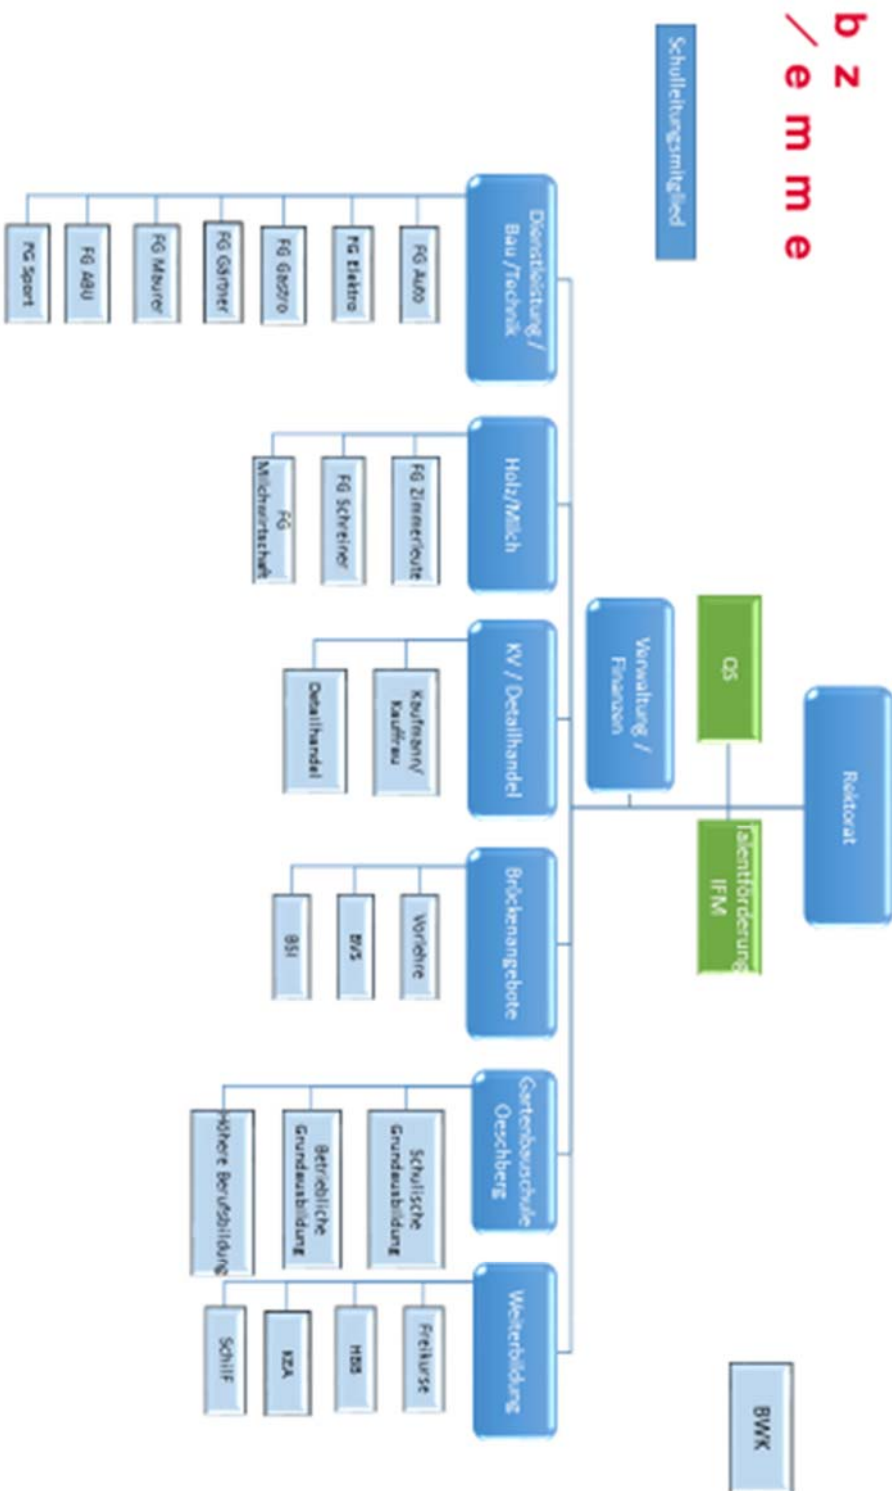 bz
/emme
Schulleitungsmitglied
BWK
Rektorat
QS
Talentförderung
IFM
Verwaltung /
Finanzen
Dienstleistung /
Bau /Technik
FG Auto
FG Elektro
FG Gastro
FG Gärtner
FG Maurer
FG ABU
FG Sport
Holz/Milch
FG Zimmerleute
FG Schreiner
FG
Milchwirtschaft
KV / Detailhandel
Kaufmann/
Kauffrau
Detailhandel
Brückenangebote
Vorlehre
BVS
BSI
Gartenbauschule
Oeschberg
Schulische
Grundausbildung
Betriebliche
Grundausbildung
Höhere Berufsbildung
Weiterbildung
Freikurse
HBB
KZA
SchilF